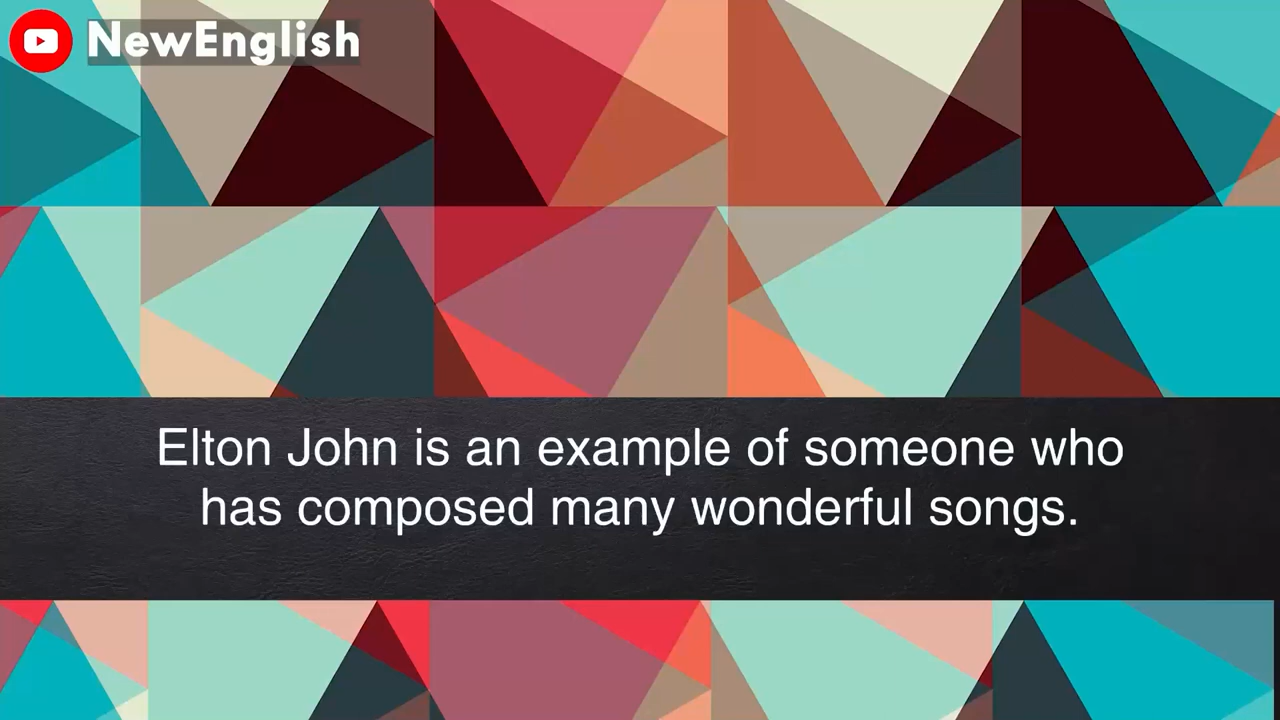 NewEnglish
Elton John is an example of someone who
has composed many wonderful songs.